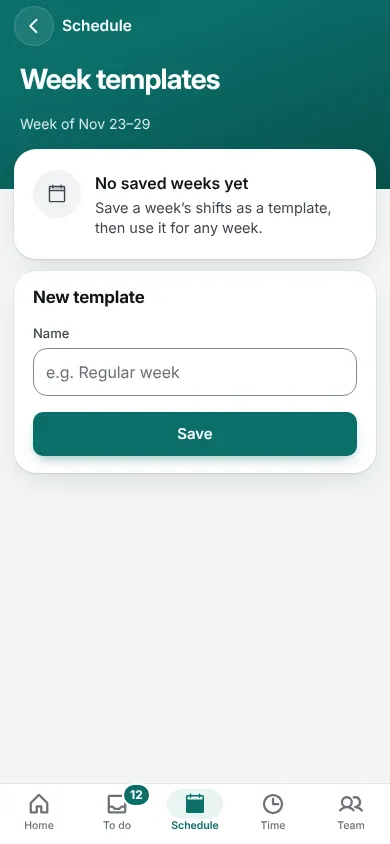 Schedule
Week templates
Week of Nov 23–29
No saved weeks yet
Save a week’s shifts as a template,
then use it for any week.
New template
Name
e.g. Regular week
Save
12
Home
To do
Schedule
Time
Team